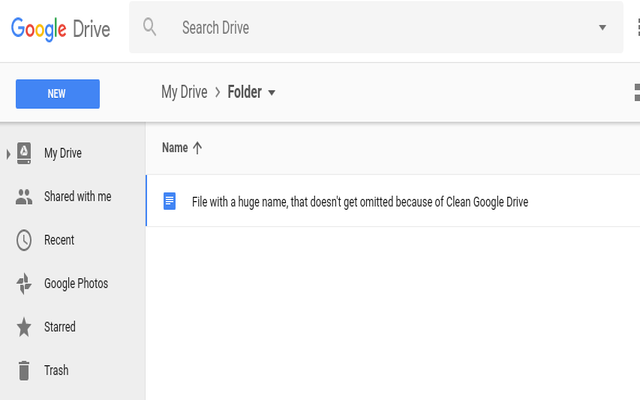 Google Drive
Search Drive
NEW
My Drive > Folder
Name
My Drive
Shared with me
Recent
Google Photos
Starred
Trash
File with a huge name, that doesn't get omitted because of Clean Google Drive